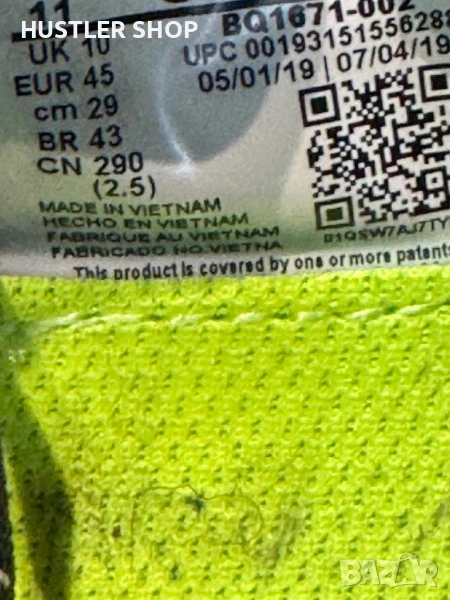 HUSTLER SHOP
11
BQ1671-002
UK 10
UPC 00193151556288
EUR 45
05/01/19 | 07/04/19
cm 29
BR 43
CN 290
(2.5)
MADE IN VIETNAM
HECHO EN VIETNAM
FABRIQUE AU VIETNAM
FABRICADO NO VIETNA
This product is covered by one or more patents
BAZAR